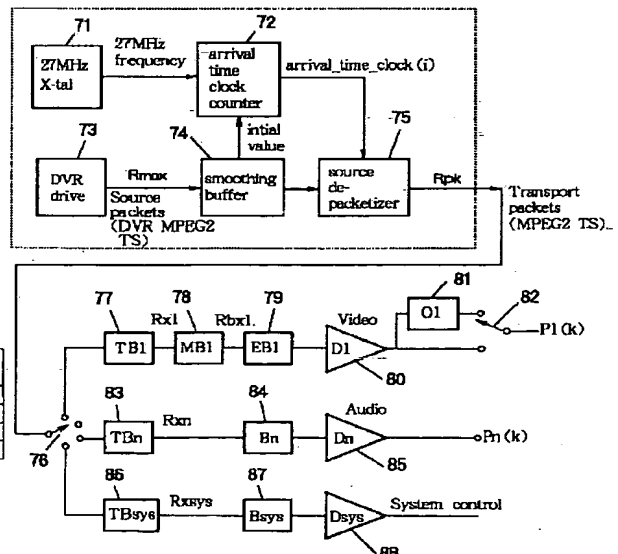 71
27MHz
X-tal
27MHz
frequency
72
arrival
time
clock
counter
arrival_time_clock(i)
73
DVR
drive
Rmax
Source
packets
(DVR MPEG2
TS)
74
intial
value
smoothing
buffer
75
source
de-
packetizer
Rpk
Transport
packets
(MPEG2 TS)
76
77
TB1
Rx1
78
MB1
Rbx1.
79
EB1
Video
D1
80
81
O1
82
P1(k)
83
TBn
Rxn
84
Bn
Audio
Dn
85
Pn(k)
86
TBsys
Rxsys
87
Bsys
Dsys
System control
88